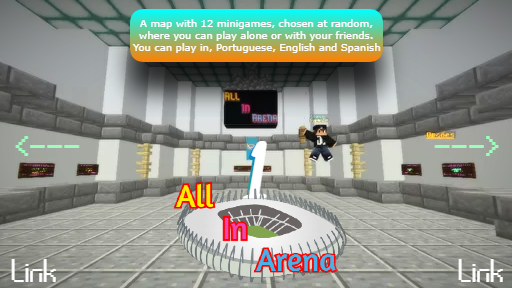 A map with 12 minigames, chosen at random,
where you can play alone or with your friends.
You can play in, Portuguese, English and Spanish
ALL
In
ARENA
1
All
In
Arena
Link
Link